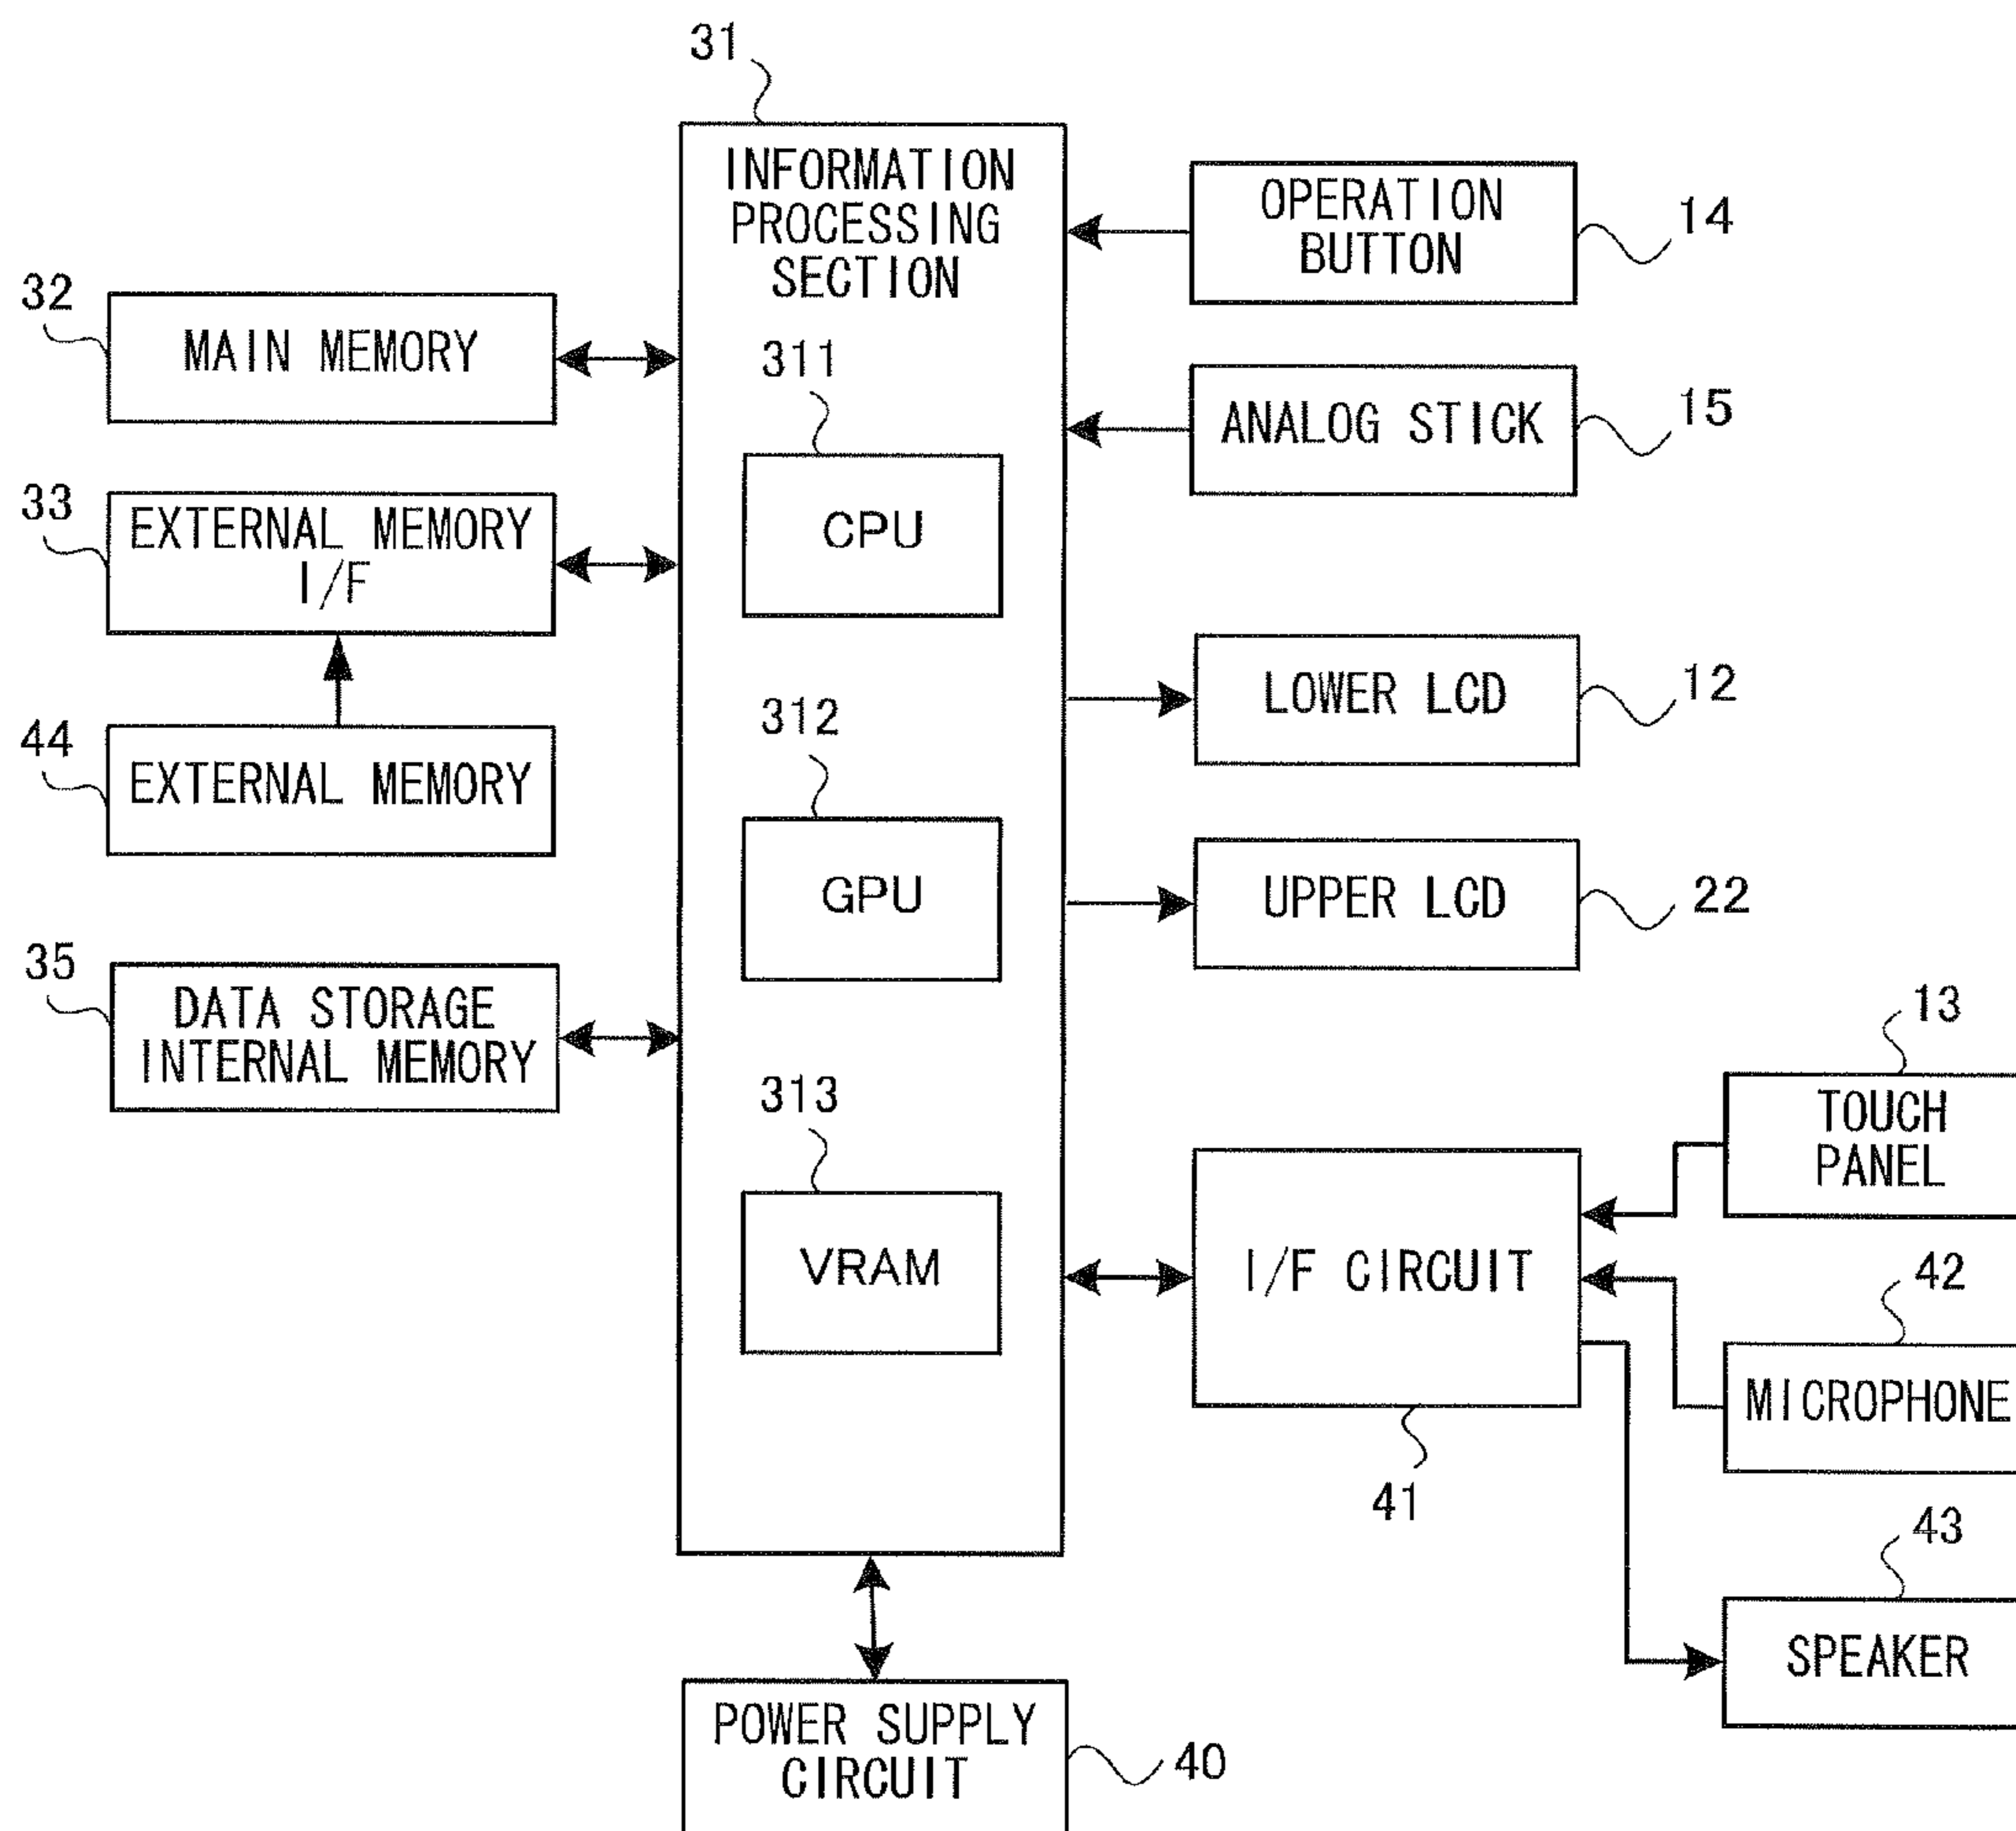 31
INFORMATION
PROCESSING
SECTION
32
MAIN MEMORY
33
EXTERNAL MEMORY
I/F
44
EXTERNAL MEMORY
35
DATA STORAGE
INTERNAL MEMORY
311
CPU
312
GPU
313
VRAM
OPERATION
BUTTON
14
ANALOG STICK
15
LOWER LCD
12
UPPER LCD
22
I/F CIRCUIT
41
13
TOUCH
PANEL
42
MICROPHONE
43
SPEAKER
POWER SUPPLY
CIRCUIT
40